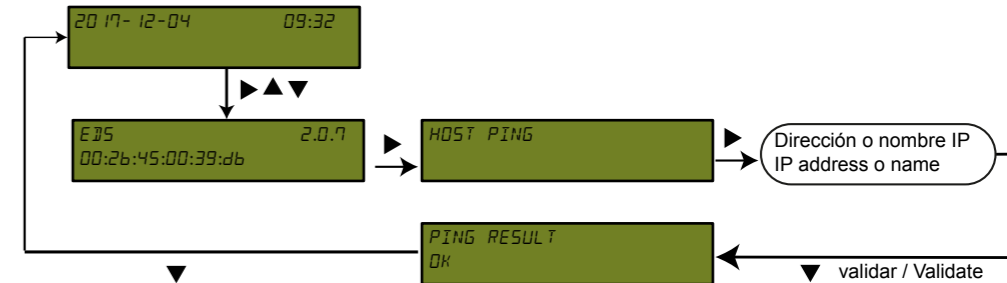 2017-12-04 09:32
EDS 2.0.7
00:26:45:00:39:db
HOST PING
Dirección o nombre IP
IP address o name
PING RESULT
OK
validar / Validate